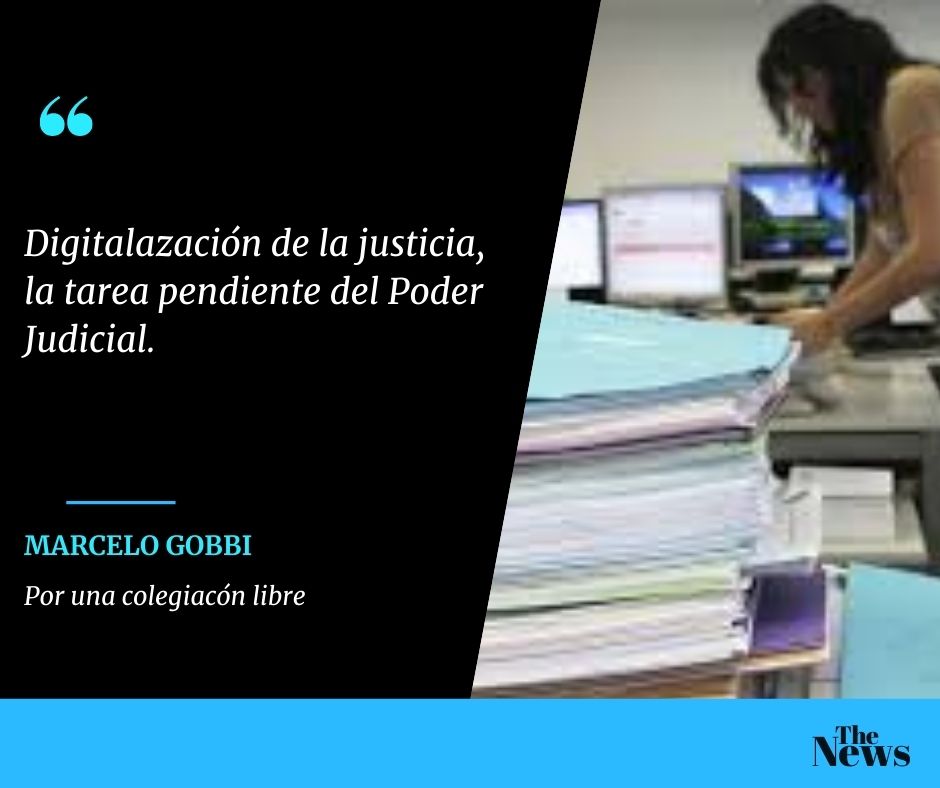 “
Digitalazación de la justicia,
la tarea pendiente del Poder
Judicial.
MARCELO GOBBI
Por una colegiacón libre
The
News